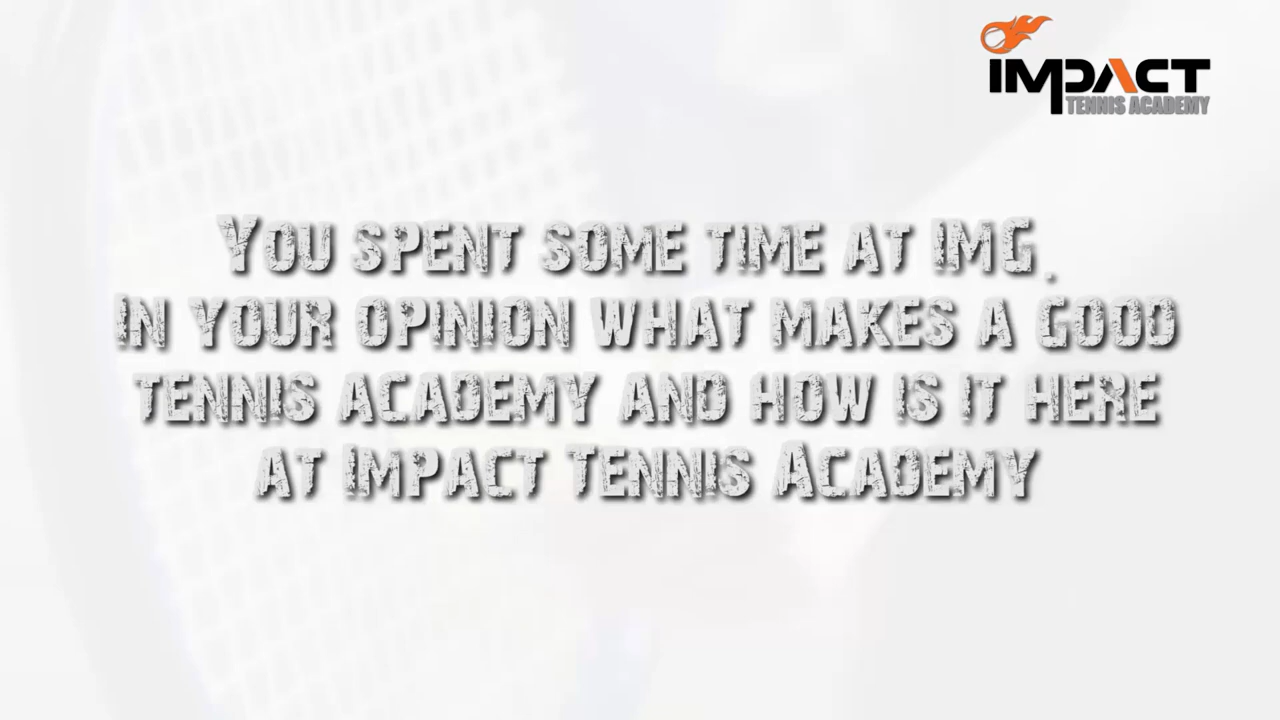 IMPACT
TENNIS ACADEMY
You spent some time at IMG.
In your opinion what makes a good
tennis academy and how is it here
at Impact Tennis Academy